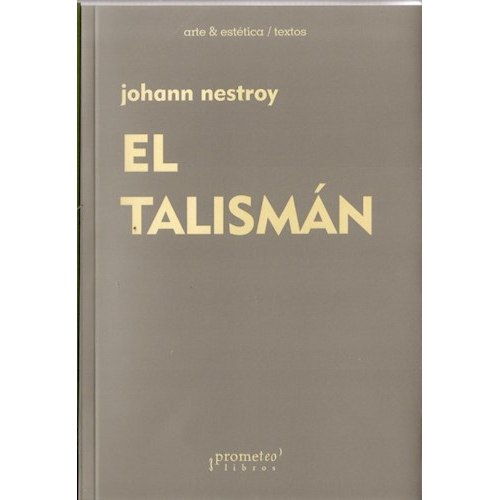 arte & estética / textos
johann nestroy
EL
TALISMÁN
prometeo
libros